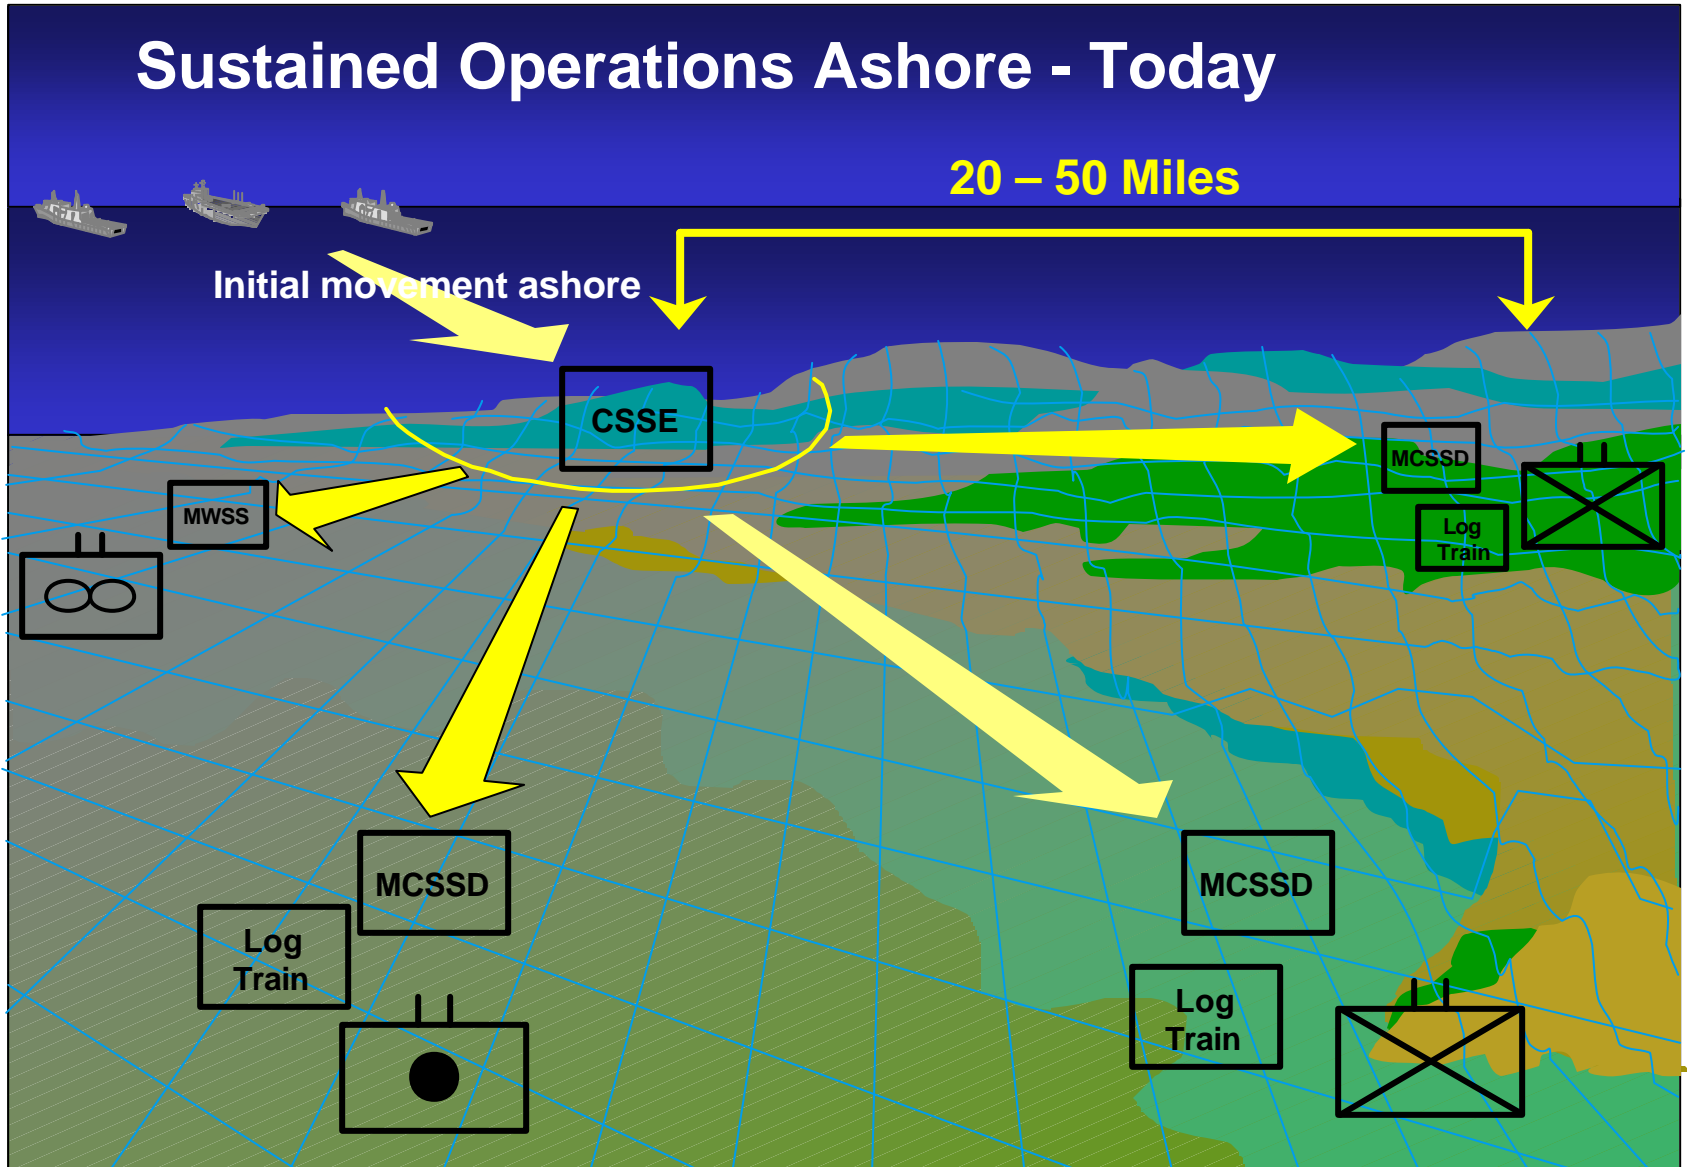 Sustained Operations Ashore - Today
20 – 50 Miles
Initial movement ashore
CSSE
MCSSD
MWSS
Log
Train
MCSSD
MCSSD
Log
Train
Log
Train